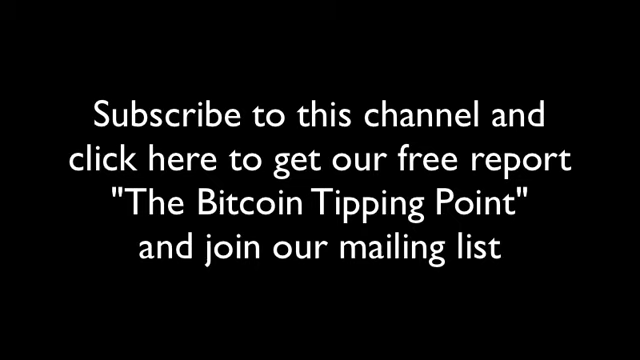 Subscribe to this channel and
click here to get our free report
"The Bitcoin Tipping Point"
and join our mailing list